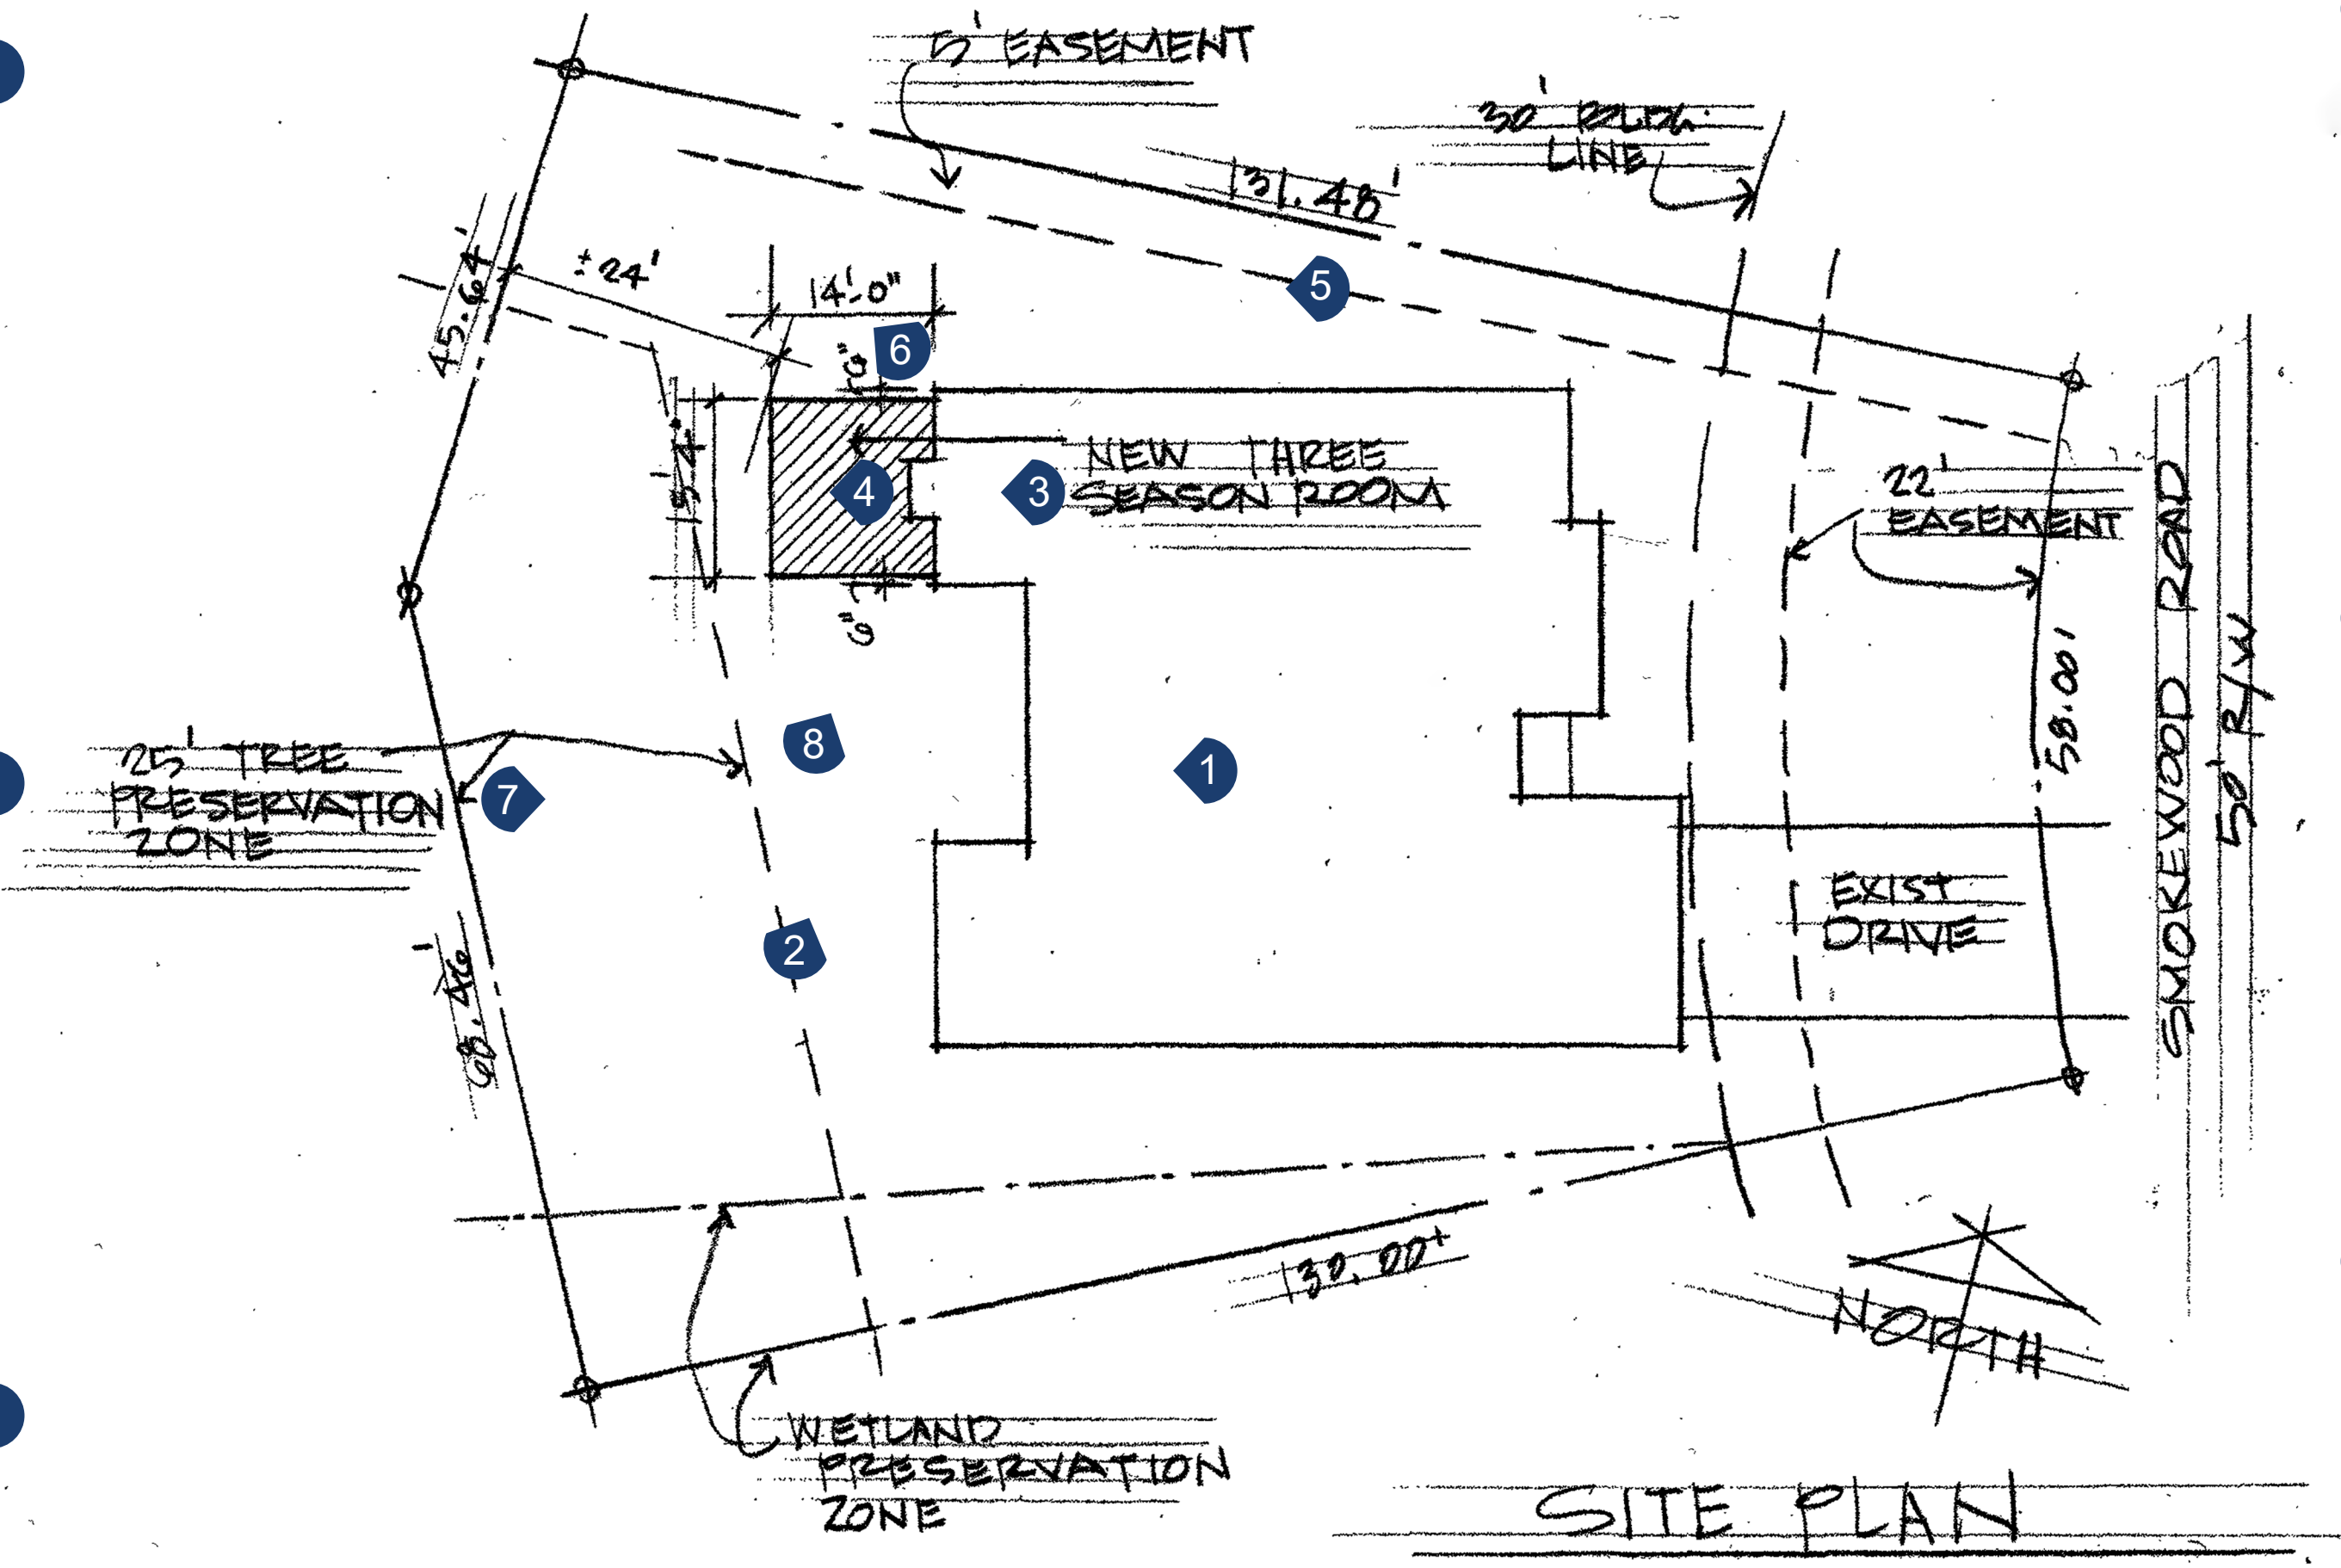 5' EASEMENT
30' BLDG.
LINE
131.48'
45.64'
±24'
14'-0"
6"
6
5
15'-4"
NEW THREE
SEASON ROOM
3
4
22'
EASEMENT
6"
58.00'
SMOKEWOOD ROAD
50' R/W
25' TREE
PRESERVATION
ZONE
7
8
1
2
EXIST
DRIVE
68.46'
130.00'
NORTH
WETLAND
PRESERVATION
ZONE
SITE PLAN